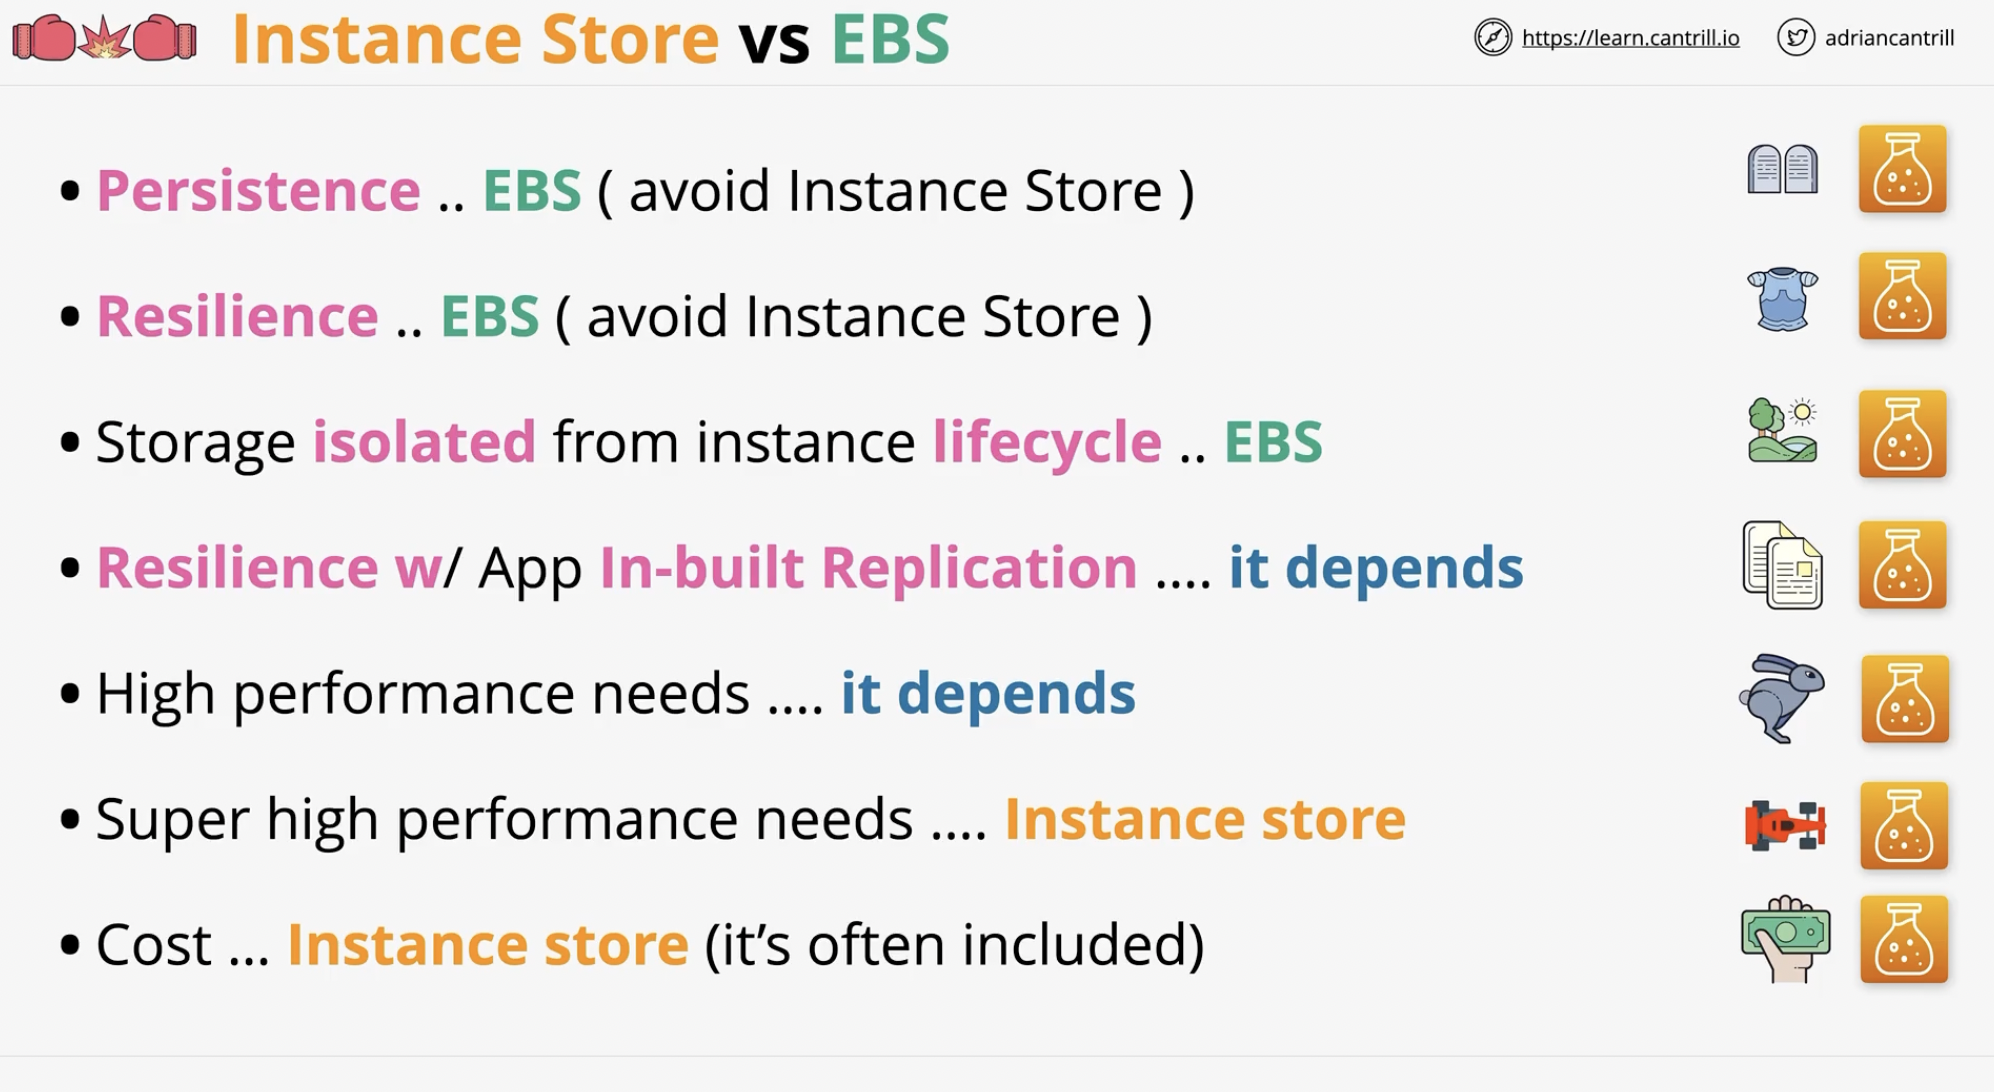 Instance Store vs EBS
https://learn.cantrill.io
adriancantrill
• Persistence .. EBS ( avoid Instance Store )
• Resilience .. EBS ( avoid Instance Store )
• Storage isolated from instance lifecycle .. EBS
• Resilience w/ App In-built Replication .... it depends
• High performance needs .... it depends
• Super high performance needs .... Instance store
• Cost ... Instance store (it’s often included)